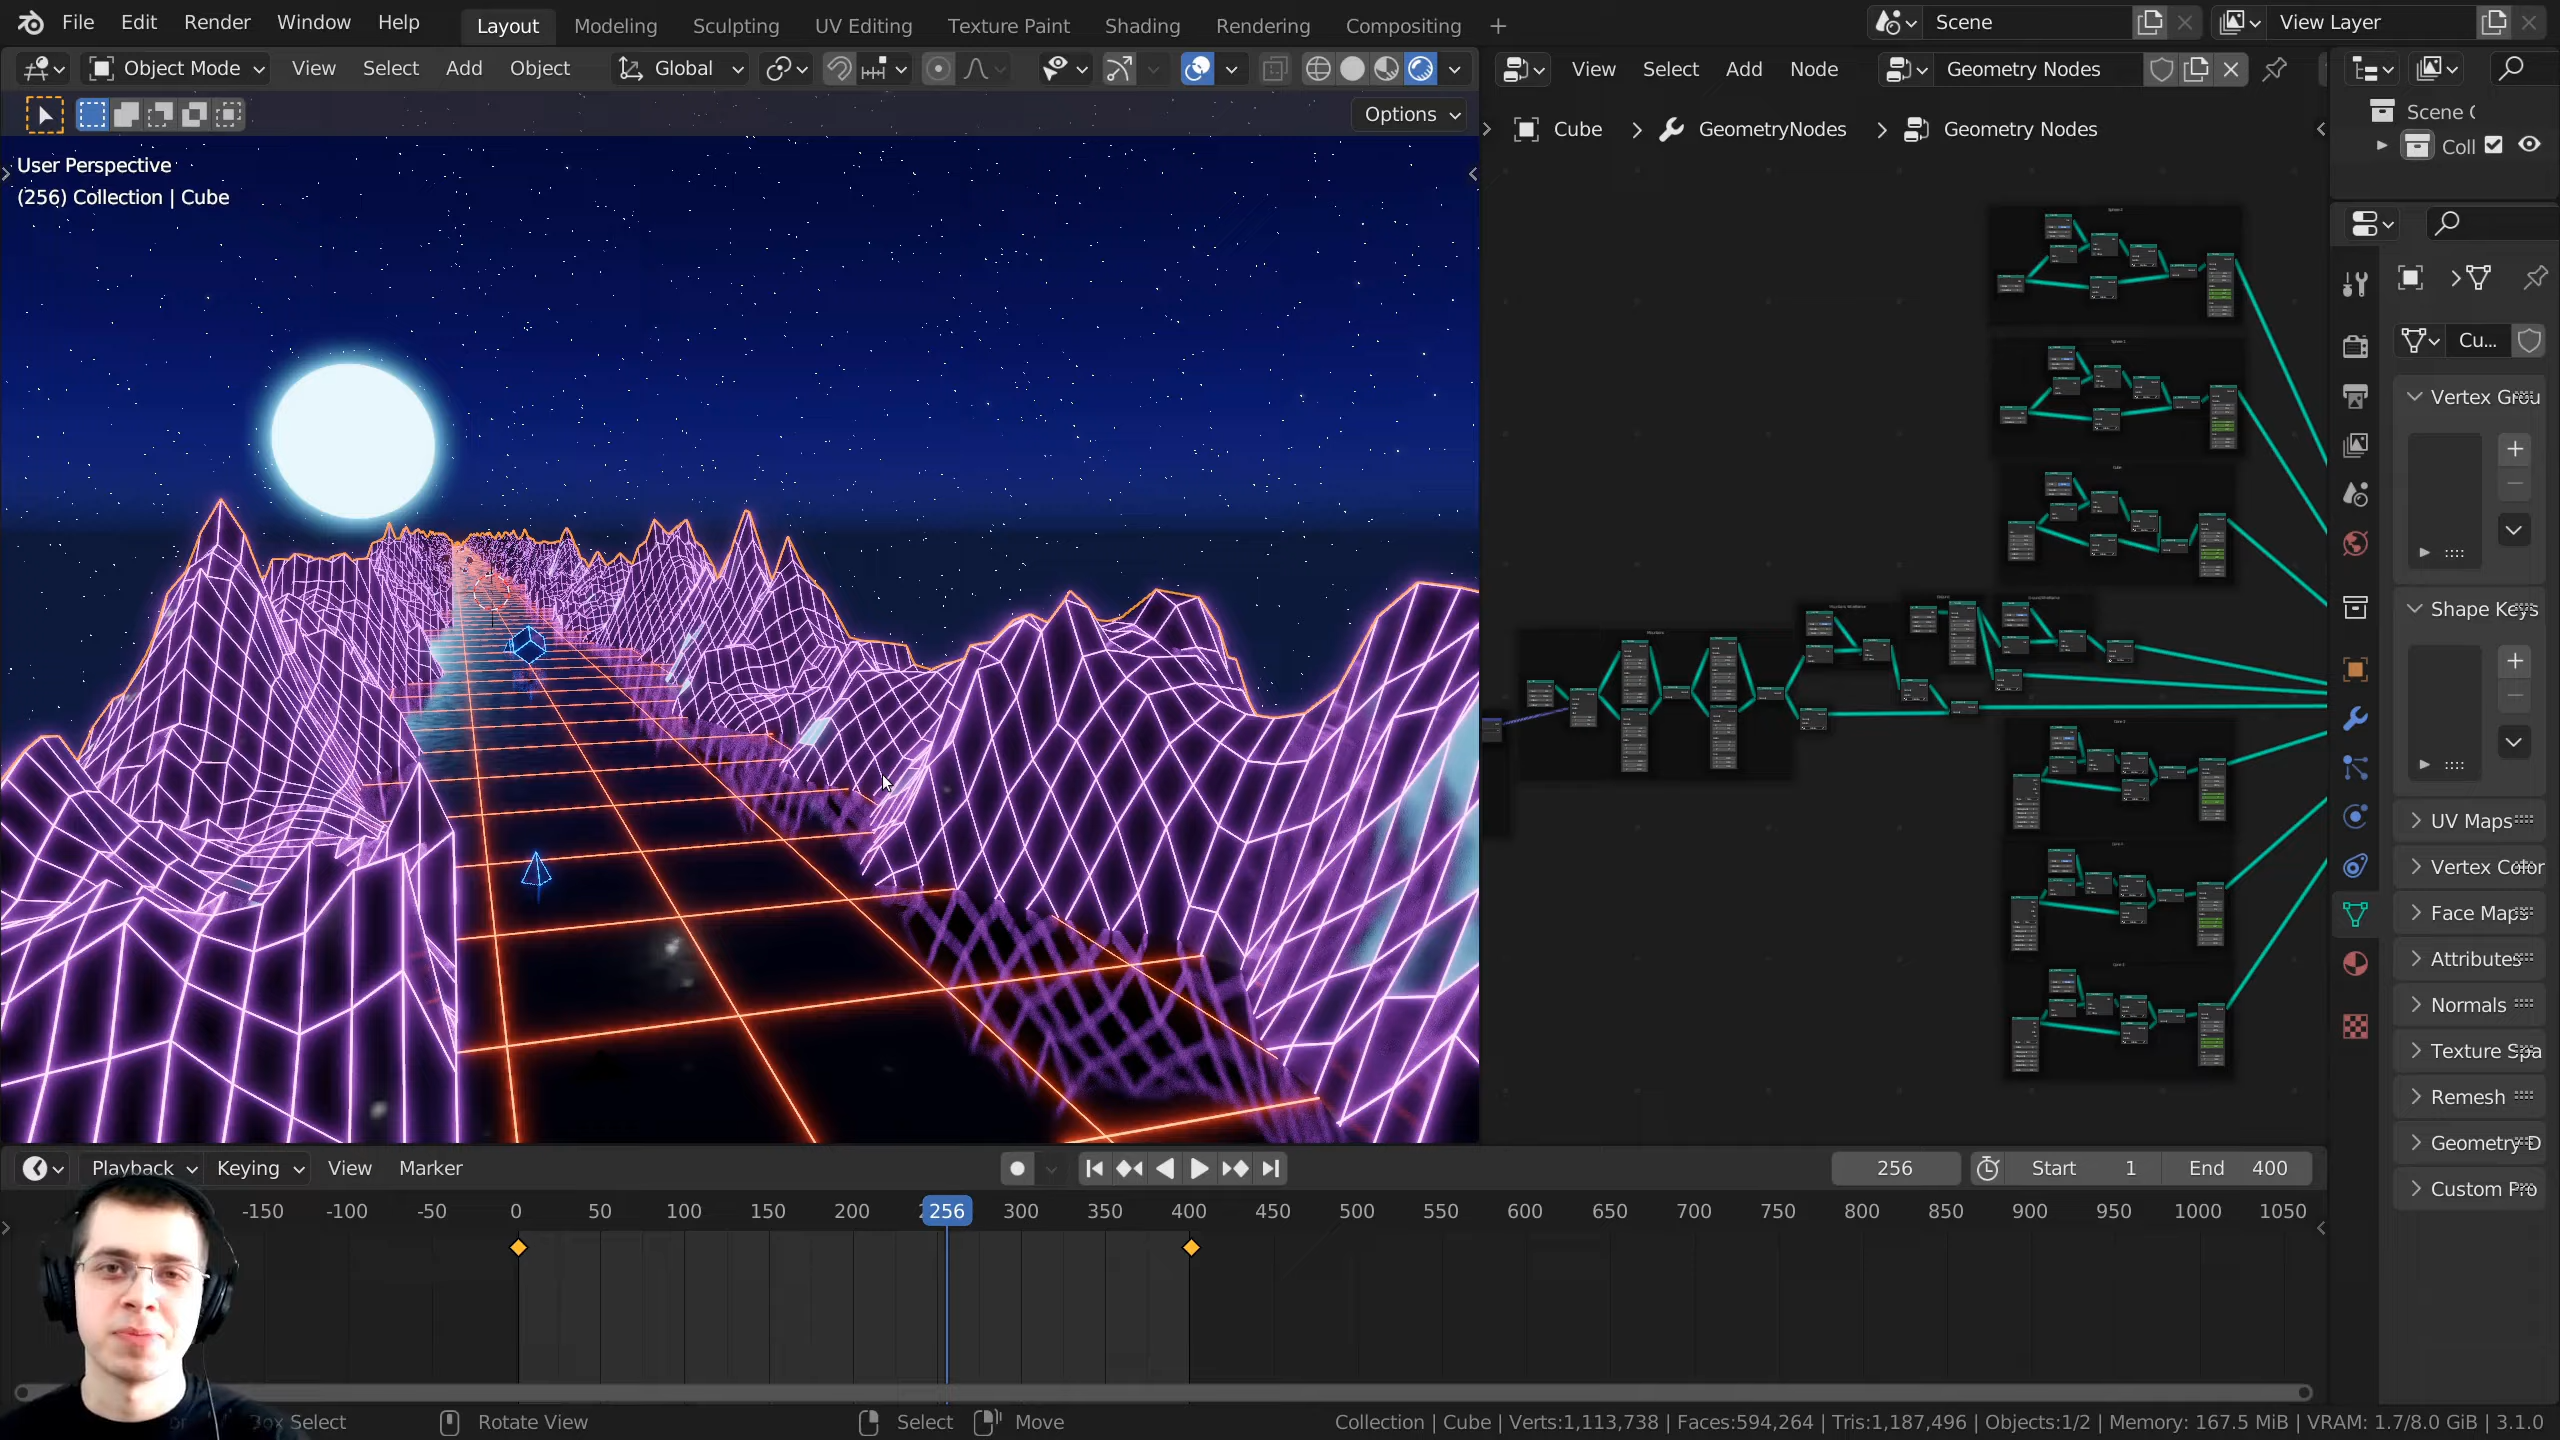 File Edit Render Window Help Layout Modeling Sculpting UV Editing Texture Paint Shading Rendering Compositing + Scene View Layer
Object Mode View Select Add Object Global View Select Add Node Geometry Nodes
Options
Cube > GeometryNodes > Geometry Nodes
Scene C
Coll
User Perspective
(256) Collection | Cube
Cu...
Vertex Grou
Shape Keys
UV Maps
Vertex Color
Face Maps
Attributes
Normals
Texture Spa
Remesh
Geometry D
Custom Pro
Playback Keying View Marker 256 Start 1 End 400
-150 -100 -50 0 50 100 150 200 256 300 350 400 450 500 550 600 650 700 750 800 850 900 950 1000 1050
Box Select Rotate View Select Move Collection | Cube | Verts:1,113,738 | Faces:594,264 | Tris:1,187,496 | Objects:1/2 | Memory: 167.5 MiB | VRAM: 1.7/8.0 GiB | 3.1.0